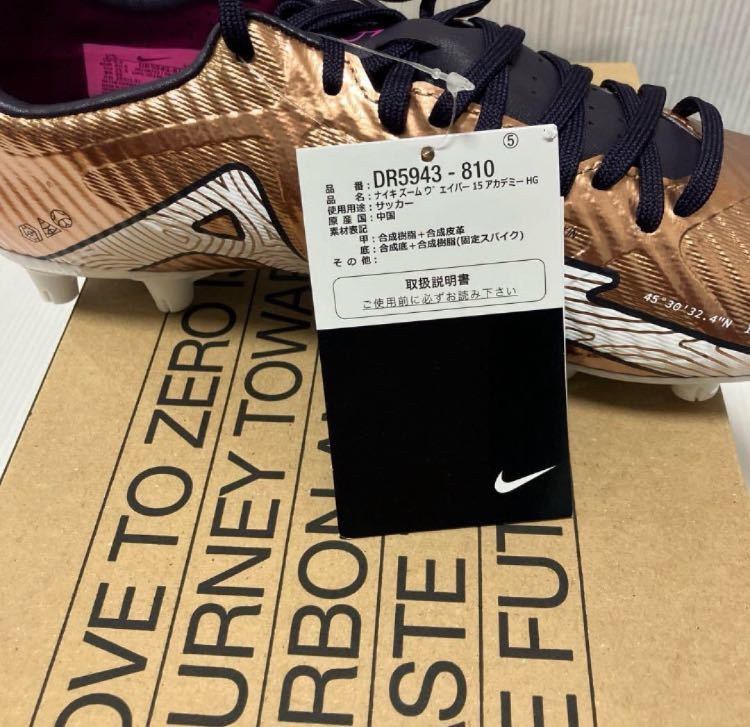 ⑤
品番：DR5943-810
品名：ナイキ ズーム ヴェイパー 15 アカデミー HG
使用用途：サッカー
原産国：中国
素材表記
甲：合成樹脂＋合成皮革
底：合成底＋合成樹脂(固定スパイク)
その他：
取扱説明書
ご使用前に必ずお読み下さい
45°30'32.4"N
OVE TO ZERO IS
URNEY TOWAR
RBON A
ASTE
E FUT